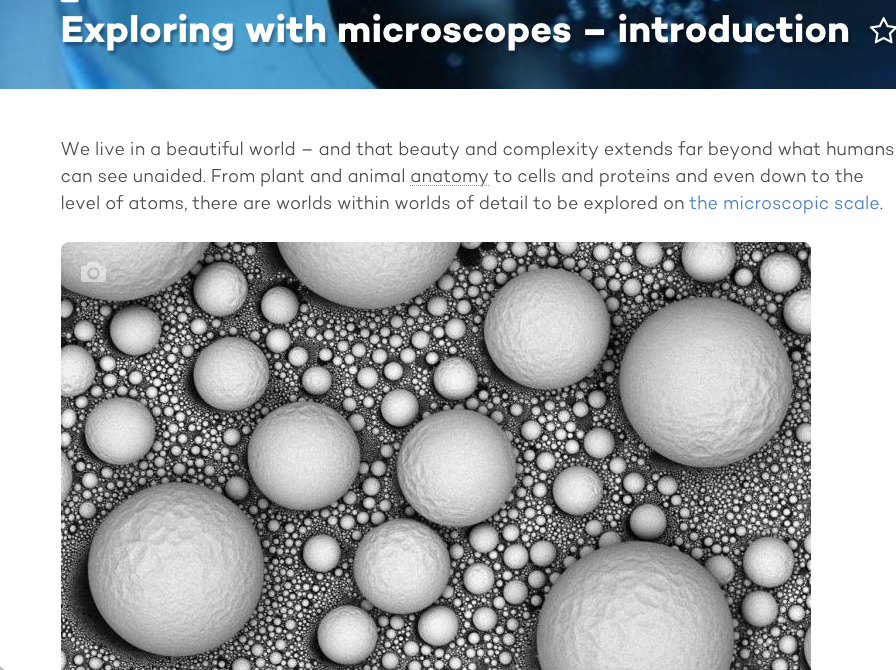 Exploring with microscopes – introduction
We live in a beautiful world – and that beauty and complexity extends far beyond what humans
can see unaided. From plant and animal anatomy to cells and proteins and even down to the
level of atoms, there are worlds within worlds of detail to be explored on the microscopic scale.